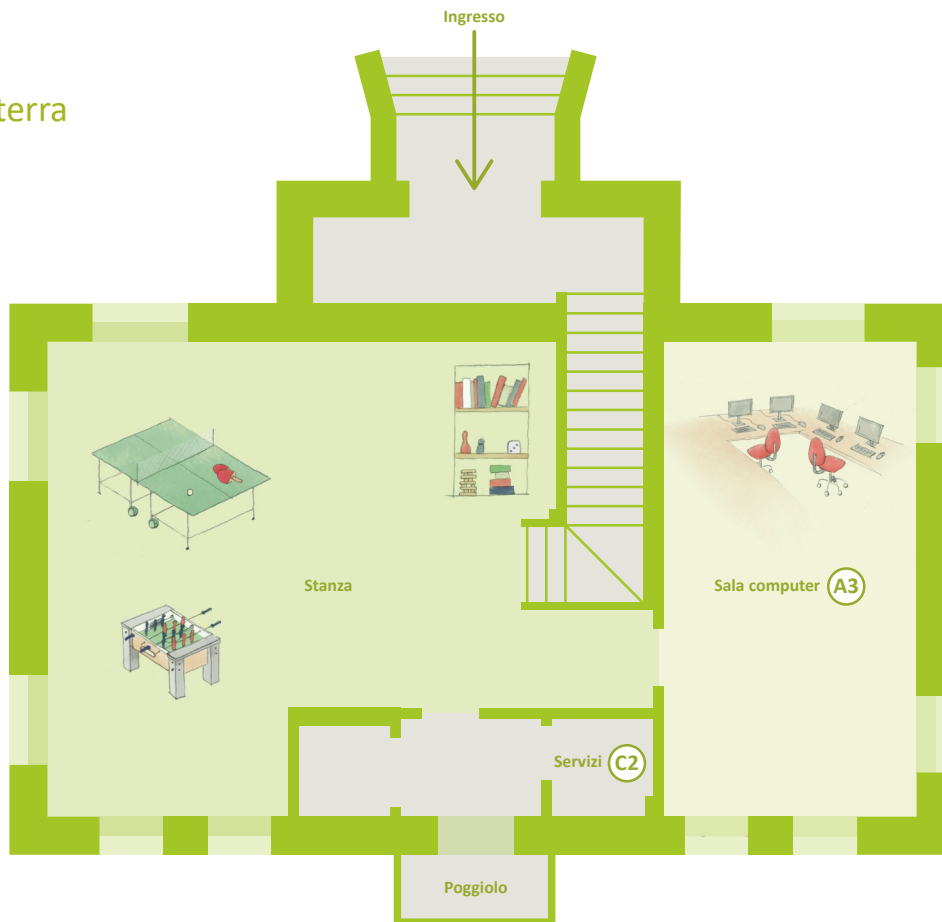 Ingresso
terra
Stanza
Sala computer A3
Servizi C2
Poggiolo